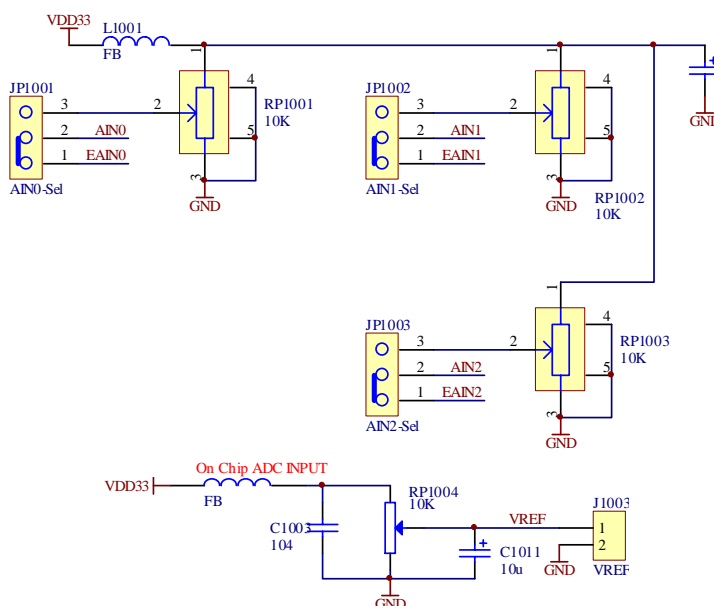 VDD33
L1001
FB
JP1001
3
2
1
AIN0
EAIN0
AIN0-Sel
1
2
3
4
5
RP1001
10K
GND
JP1002
3
2
1
AIN1
EAIN1
AIN1-Sel
1
2
3
4
5
RP1002
10K
GND
+
GND
JP1003
3
2
1
AIN2
EAIN2
AIN2-Sel
1
2
3
4
5
RP1003
10K
GND
On Chip ADC INPUT
VDD33
FB
C1003
104
RP1004
10K
VREF
+
C1011
10u
GND
J1003
1
2
GND
VREF